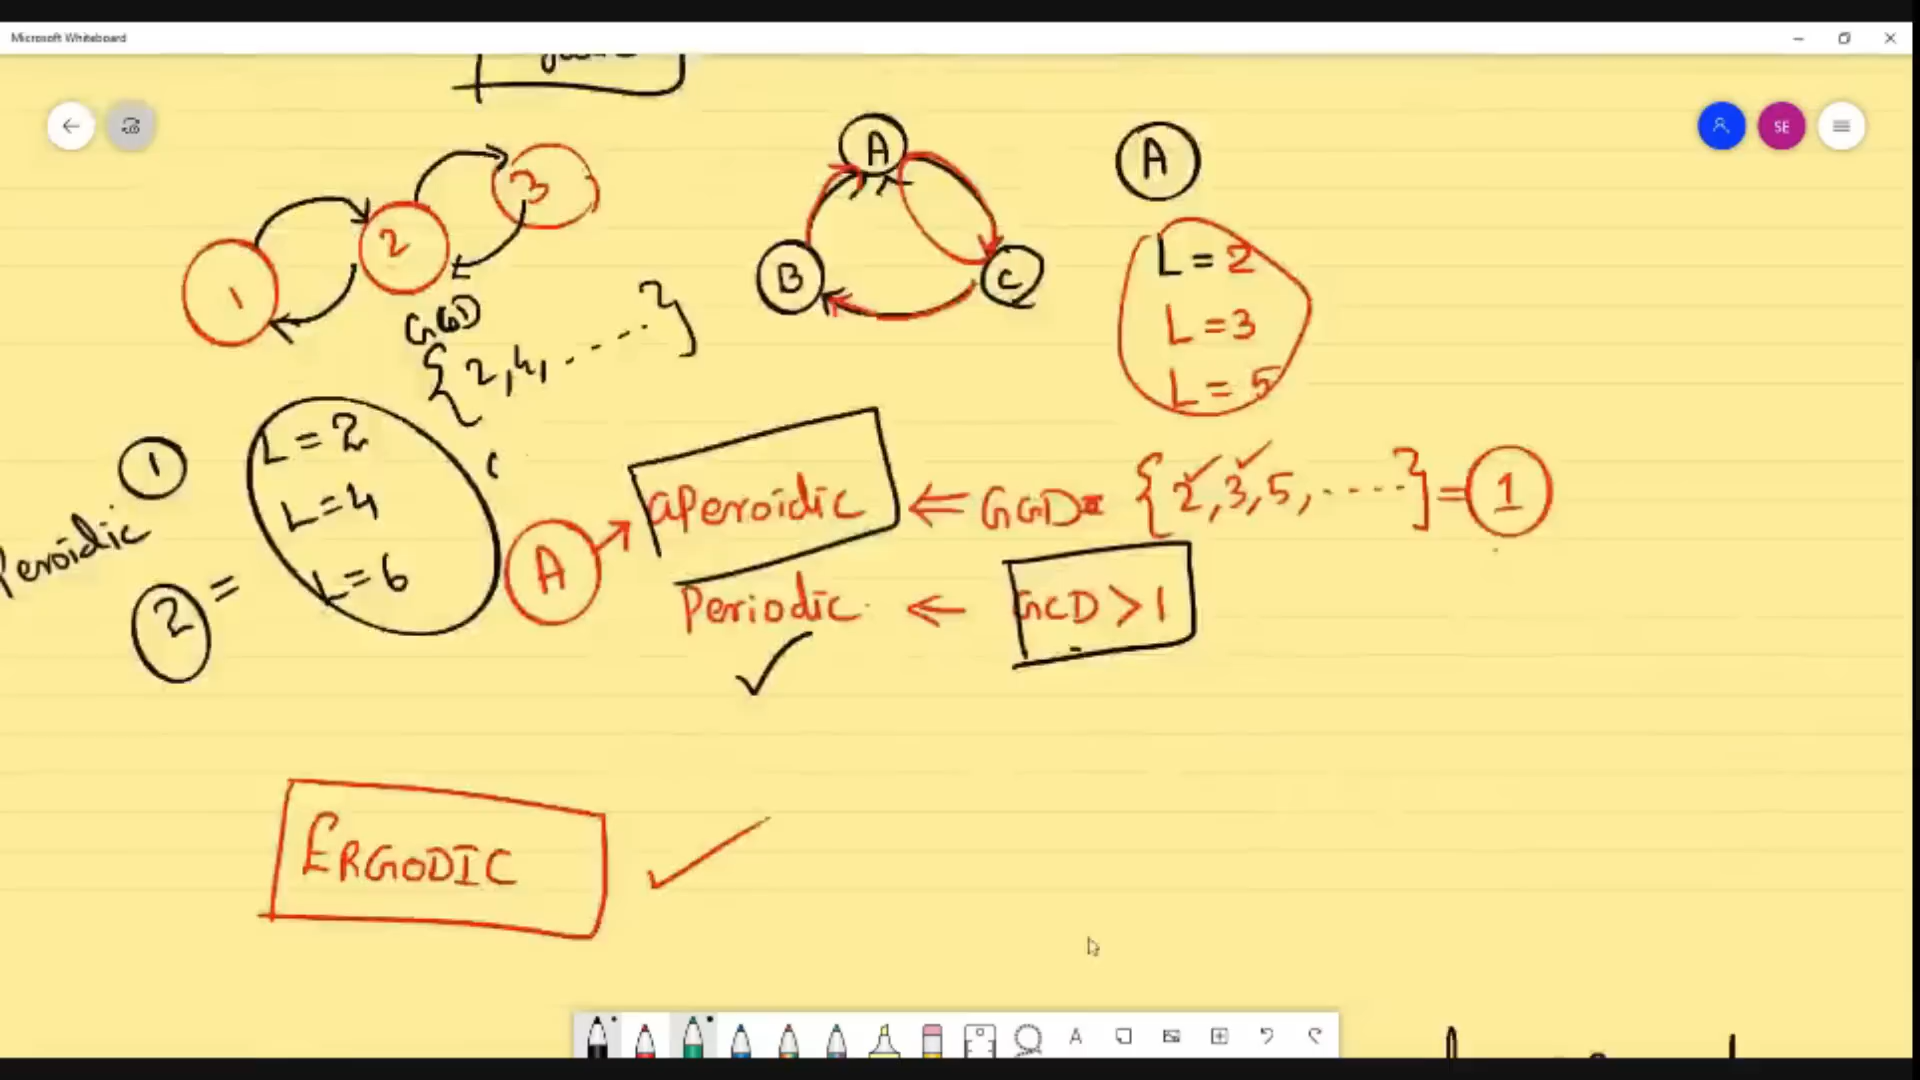 Microsoft Whiteboard
SE
1
2
3
GCD
{2,4, ......}
A
B
C
A
L = 2
L = 3
L = 5
1
L = 2
L = 4
L = 6
Peroidic
2 =
A → aPeroidic ⇐ GCD = {2,3,5, .....} = 1
Periodic ⇐ GCD > 1
ERGODIC
A